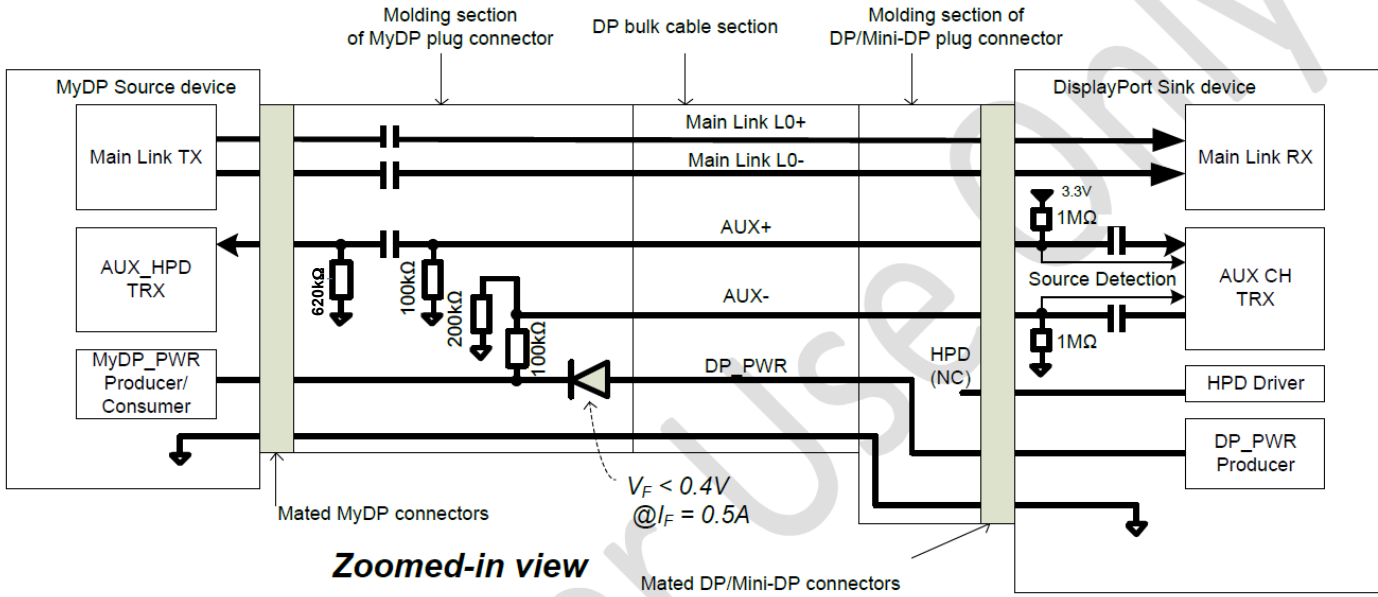 Molding section
of MyDP plug connector
DP bulk cable section
Molding section of
DP/Mini-DP plug connector
MyDP Source device
DisplayPort Sink device
Main Link TX
Main Link L0+
Main Link L0-
Main Link RX
3.3V
1MΩ
AUX_HPD
TRX
620kΩ
100kΩ
200kΩ
100kΩ
AUX+
AUX-
Source Detection
AUX CH
TRX
1MΩ
MyDP_PWR
Producer/
Consumer
DP_PWR
HPD
(NC)
HPD Driver
DP_PWR
Producer
VF < 0.4V
@IF = 0.5A
Mated MyDP connectors
Zoomed-in view
Mated DP/Mini-DP connectors
r Use Only